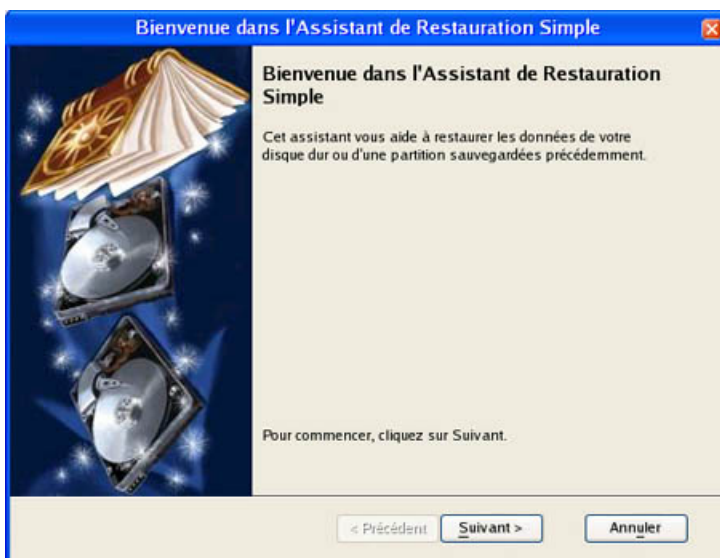 Bienvenue dans l'Assistant de Restauration Simple
Bienvenue dans l'Assistant de Restauration
Simple
Cet assistant vous aide à restaurer les données de votre
disque dur ou d'une partition sauvegardées précédemment.
Pour commencer, cliquez sur Suivant.
< Précédent Suivant > Annuler